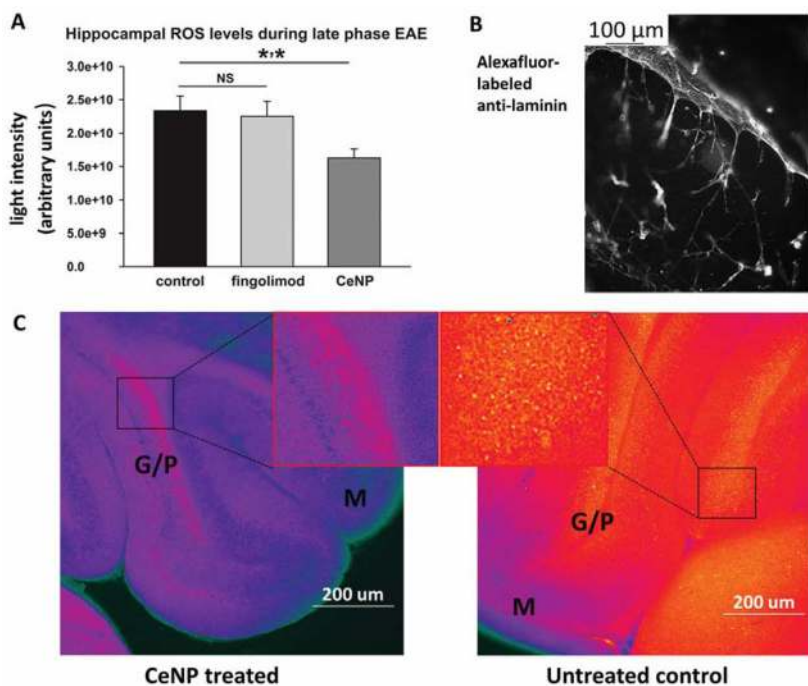 A
Hippocampal ROS levels during late phase EAE
*,*
NS
light intensity
(arbitrary units)
3.0e+10
2.5e+10
2.0e+10
1.5e+10
1.0e+10
5.0e+9
0.0
control fingolimod CeNP
B
100 µm
Alexafluor-
labeled
anti-laminin
C
G/P
M
200 um
CeNP treated
G/P
M
200 um
Untreated control